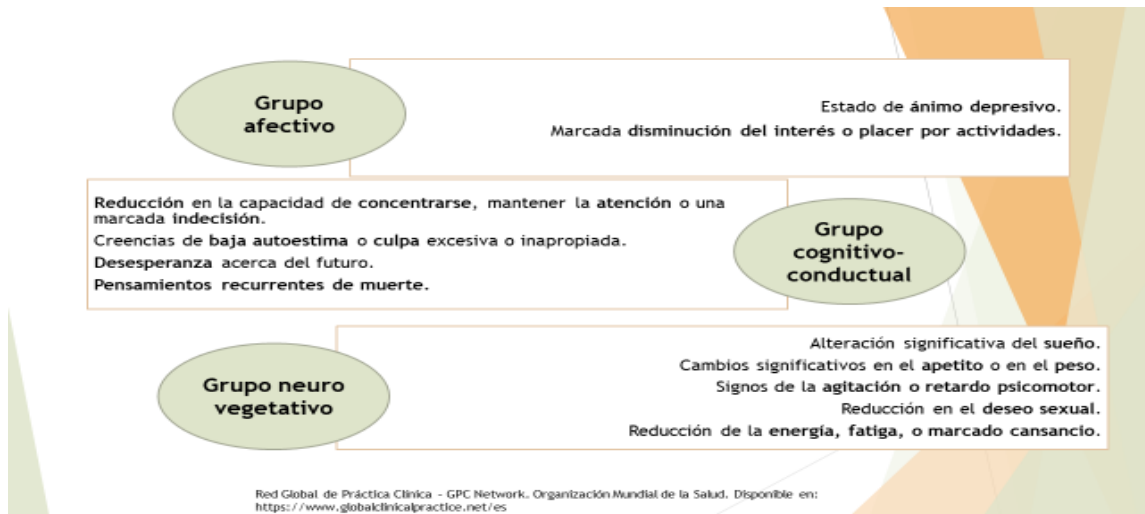 Grupo
afectivo
Estado de ánimo depresivo.
Marcada disminución del interés o placer por actividades.
Reducción en la capacidad de concentrarse, mantener la atención o una
marcada indecisión.
Creencias de baja autoestima o culpa excesiva o inapropiada.
Desesperanza acerca del futuro.
Pensamientos recurrentes de muerte.
Grupo
cognitivo-
conductual
Grupo neuro
vegetativo
Alteración significativa del sueño.
Cambios significativos en el apetito o en el peso.
Signos de la agitación o retardo psicomotor.
Reducción en el deseo sexual.
Reducción de la energía, fatiga, o marcado cansancio.
Red Global de Práctica Clínica - GPC Network. Organización Mundial de la Salud. Disponible en:
https://www.globalclinicalpractice.net/es